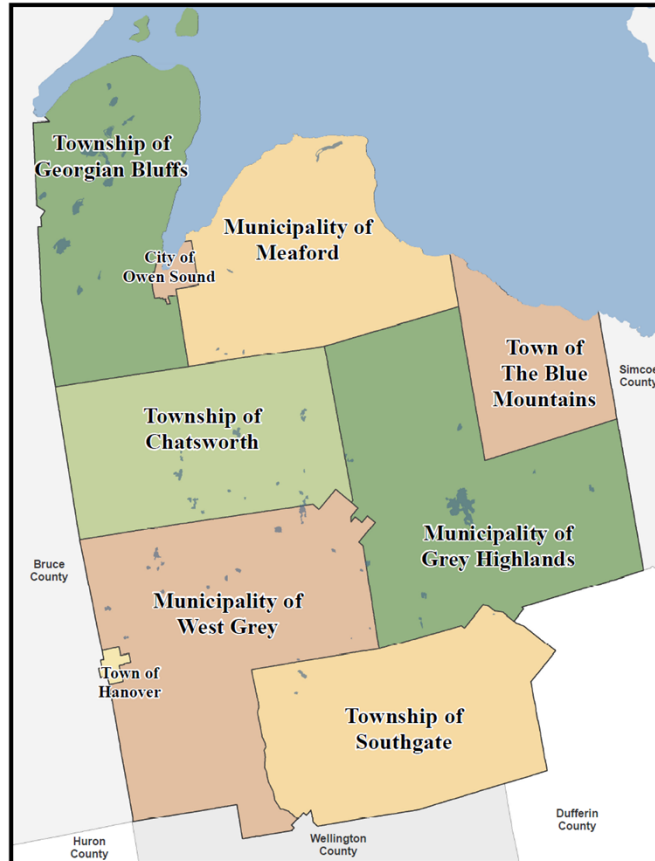 Township of
Georgian Bluffs
Municipality of
Meaford
City of
Owen Sound
Town of
The Blue
Mountains
Simcoe
County
Township of
Chatsworth
Municipality of
Grey Highlands
Bruce
County
Municipality of
West Grey
Town of
Hanover
Township of
Southgate
Dufferin
County
Huron
County
Wellington
County